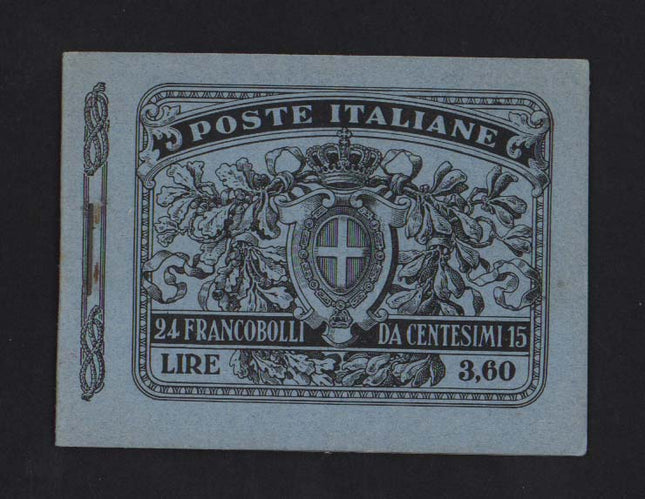 POSTE ITALIANE
24 FRANCOBOLLI DA CENTESIMI 15
LIRE 3,60